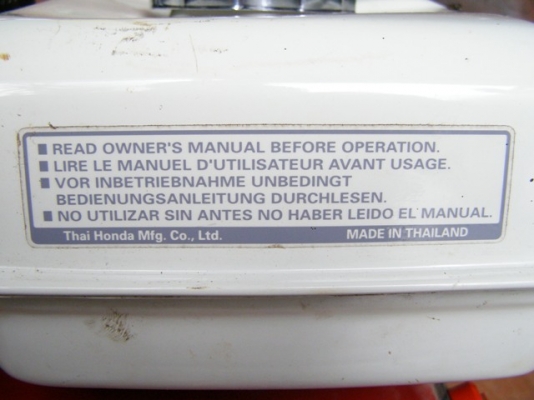 ■ READ OWNER'S MANUAL BEFORE OPERATION.
■ LIRE LE MANUEL D'UTILISATEUR AVANT USAGE.
■ VOR INBETRIEBNAHME UNBEDINGT
BEDIENUNGSANLEITUNG DURCHLESEN.
■ NO UTILIZAR SIN ANTES NO HABER LEIDO EL MANUAL.
Thai Honda Mfg. Co., Ltd. MADE IN THAILAND